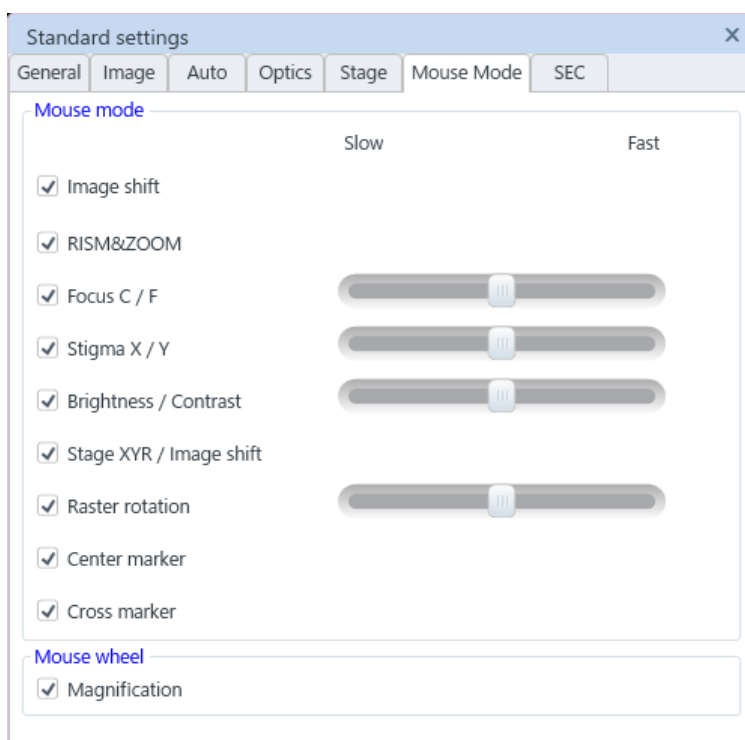 Standard settings
General Image Auto Optics Stage Mouse Mode SEC
Mouse mode
Slow Fast
Image shift
RISM&ZOOM
Focus C / F
Stigma X / Y
Brightness / Contrast
Stage XYR / Image shift
Raster rotation
Center marker
Cross marker
Mouse wheel
Magnification